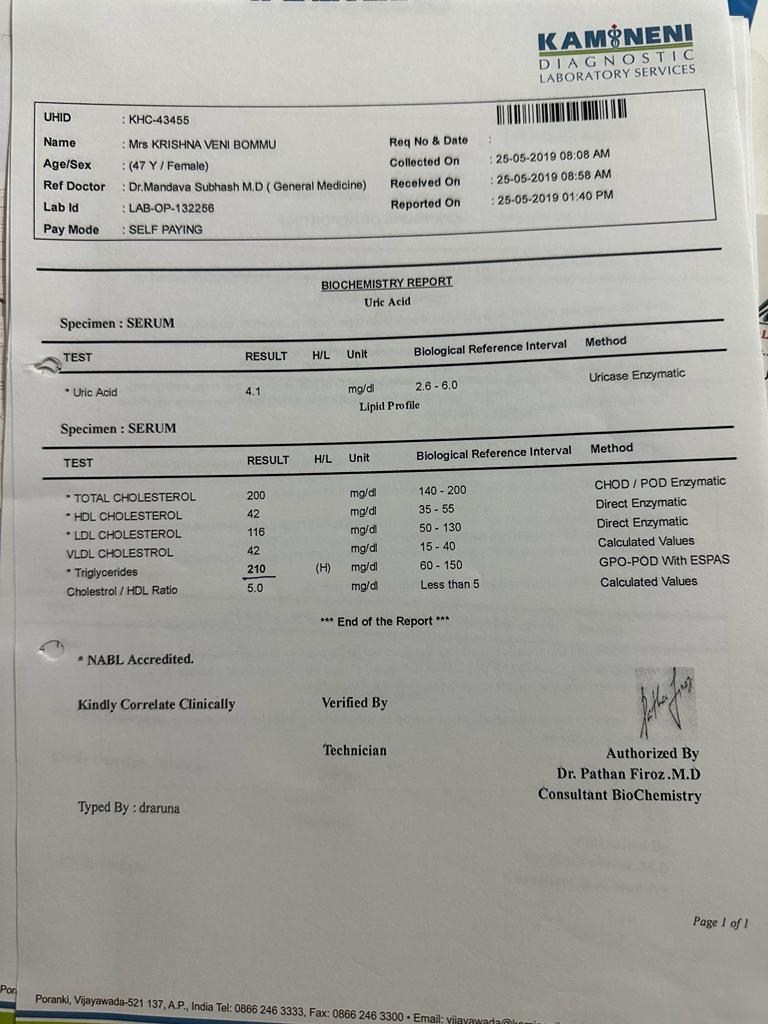 KAMINENI
DIAGNOSTIC
LABORATORY SERVICES
UHID : KHC-43455
Name : Mrs KRISHNA VENI BOMMU Req No & Date :
Age/Sex : (47 Y / Female) Collected On : 25-05-2019 08:08 AM
Ref Doctor : Dr.Mandava Subhash M.D ( General Medicine) Received On : 25-05-2019 08:58 AM
Lab Id : LAB-OP-132256 Reported On : 25-05-2019 01:40 PM
Pay Mode : SELF PAYING
BIOCHEMISTRY REPORT
Uric Acid
Specimen : SERUM
TEST RESULT H/L Unit Biological Reference Interval Method
* Uric Acid 4.1 mg/dl 2.6 - 6.0 Uricase Enzymatic
Lipid Profile
Specimen : SERUM
TEST RESULT H/L Unit Biological Reference Interval Method
* TOTAL CHOLESTEROL 200 mg/dl 140 - 200 CHOD / POD Enzymatic
* HDL CHOLESTEROL 42 mg/dl 35 - 55 Direct Enzymatic
* LDL CHOLESTEROL 116 mg/dl 50 - 130 Direct Enzymatic
VLDL CHOLESTROL 42 mg/dl 15 - 40 Calculated Values
* Triglycerides 210 (H) mg/dl 60 - 150 GPO-POD With ESPAS
Cholestrol / HDL Ratio 5.0 mg/dl Less than 5 Calculated Values
*** End of the Report ***
* NABL Accredited.
Kindly Correlate Clinically Verified By
Technician Authorized By
Dr. Pathan Firoz.M.D
Consultant BioChemistry
Typed By : draruna
Page 1 of 1
Poranki, Vijayawada-521 137, A.P., India Tel: 0866 246 3333, Fax: 0866 246 3300 • Email: